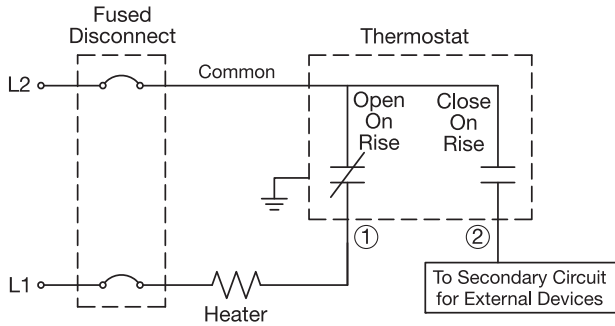 Fused
Disconnect
Thermostat
L2
Common
Open
On
Rise
Close
On
Rise
①
②
L1
Heater
To Secondary Circuit
for External Devices